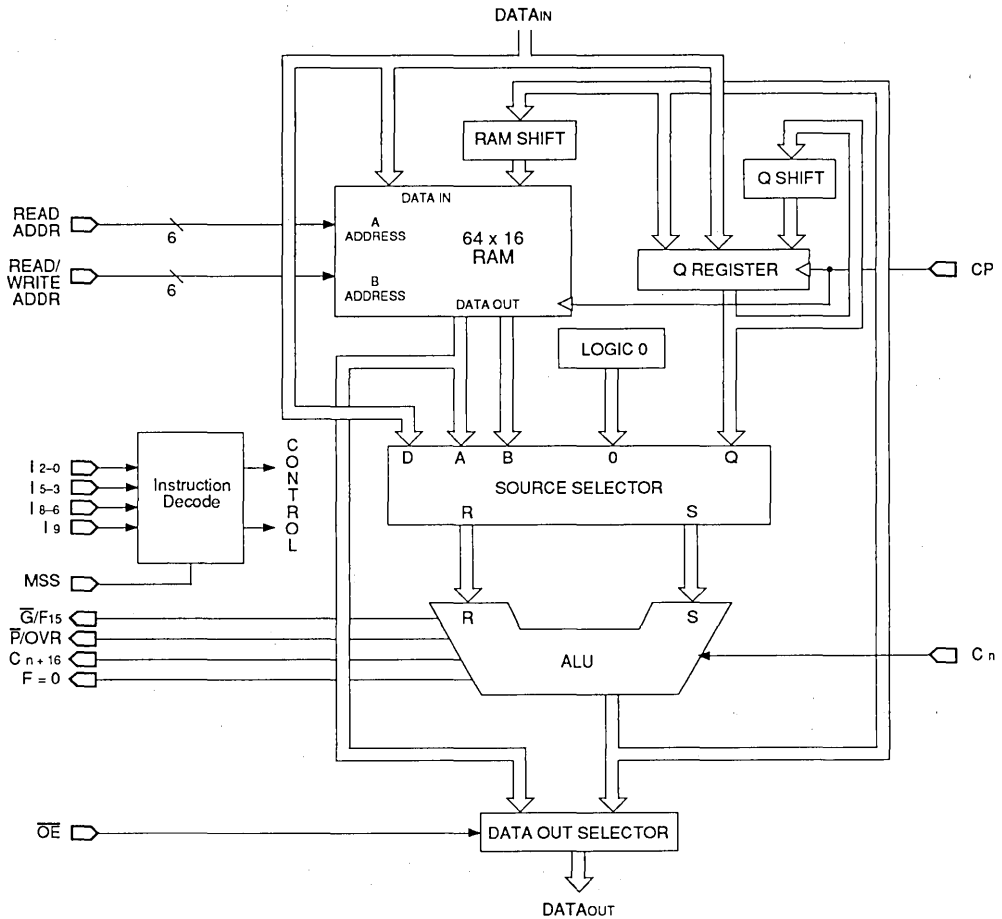 DATAIN
RAM SHIFT
Q SHIFT
DATA IN
READ
ADDR
6
A
ADDRESS
64 x 16
RAM
READ/
WRITE
ADDR
6
B
ADDRESS
DATA OUT
Q REGISTER
CP
LOGIC 0
D A B 0 Q
SOURCE SELECTOR
R S
I 2–0
I 5–3
I 8–6
I 9
Instruction
Decode
CONTROL
MSS
G̅/F15
P̅/OVR
C n + 16
F = 0
R S
ALU
C n
O̅E̅
DATA OUT SELECTOR
DATAOUT